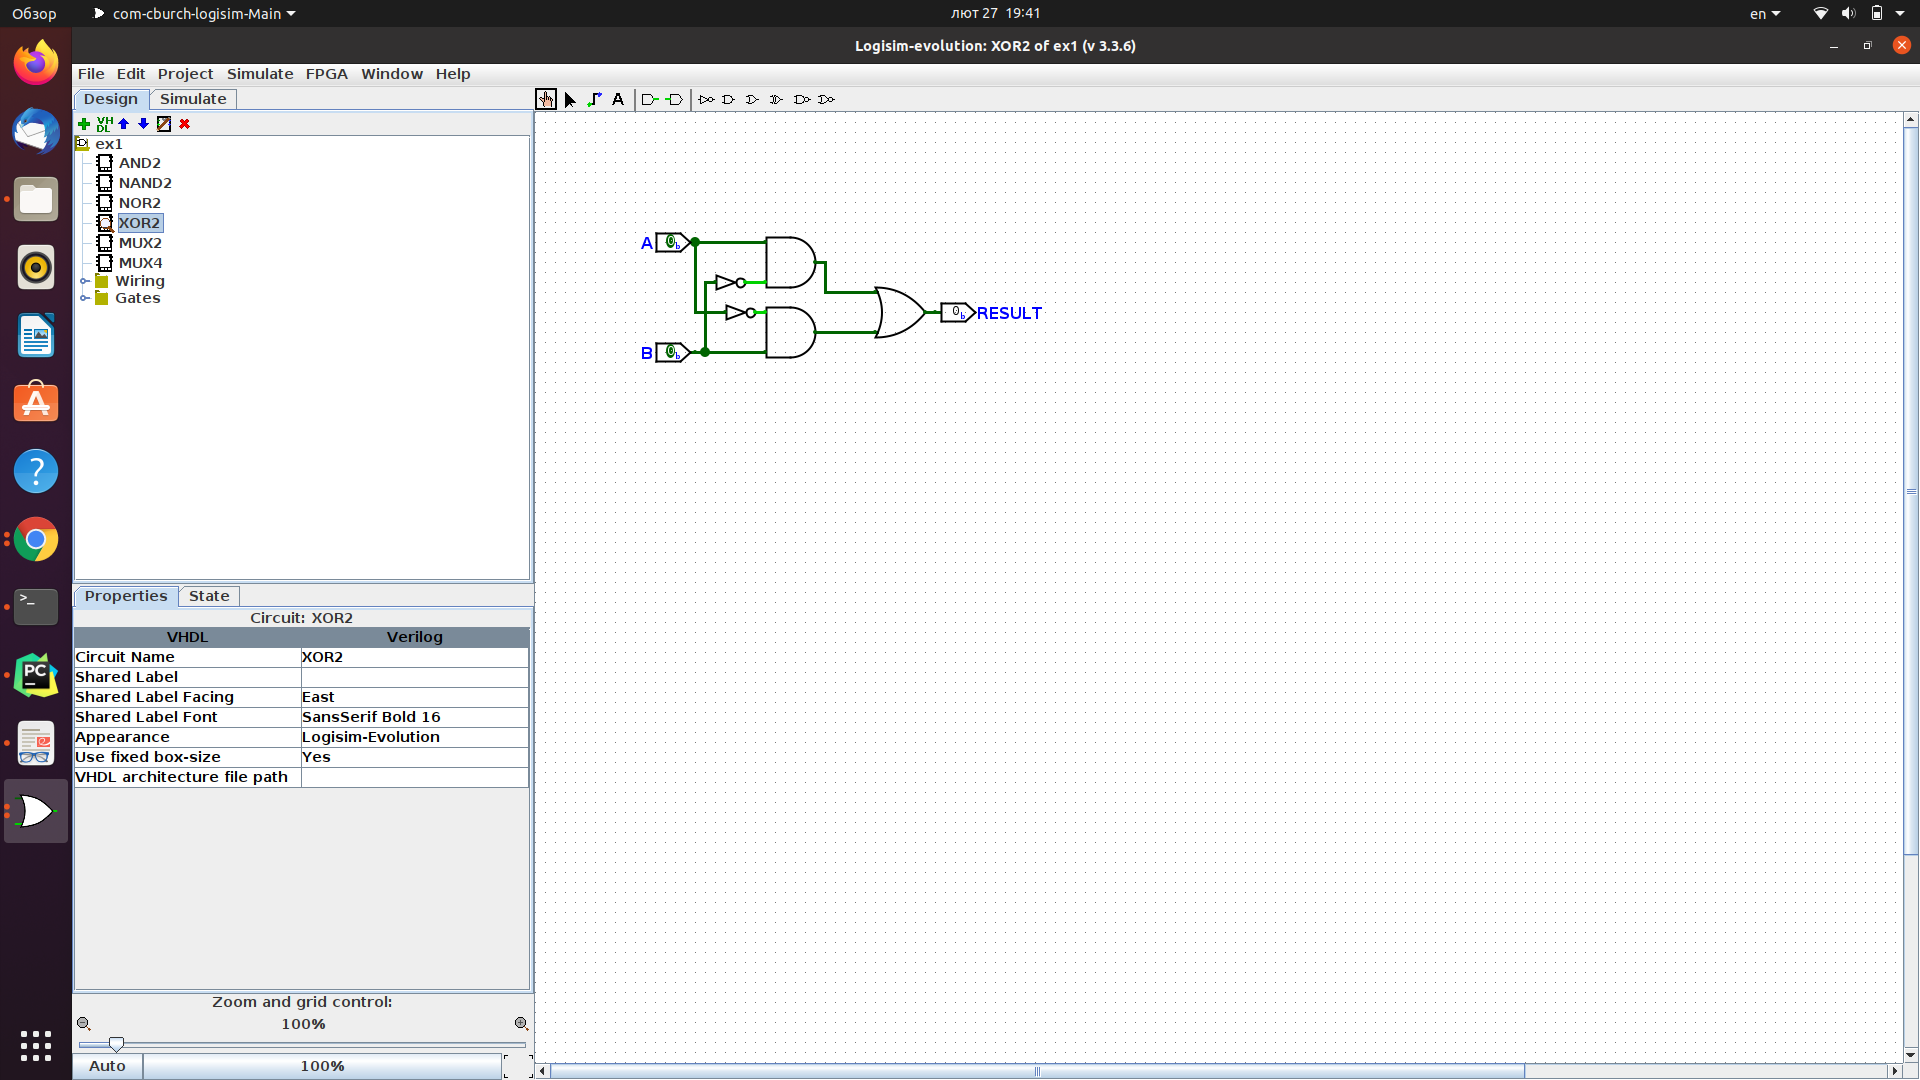 Обзор com-cburch-logisim-Main лют 27 19:41 en
Logisim-evolution: XOR2 of ex1 (v 3.3.6)
File Edit Project Simulate FPGA Window Help
Design Simulate
A
VH
DL
ex1
AND2
NAND2
NOR2
XOR2
MUX2
MUX4
Wiring
Gates
A 0b
0b RESULT
B 0b
?
>_
PC
Properties State
Circuit: XOR2
VHDL Verilog
Circuit Name XOR2
Shared Label
Shared Label Facing East
Shared Label Font SansSerif Bold 16
Appearance Logisim-Evolution
Use fixed box-size Yes
VHDL architecture file path
Zoom and grid control:
100%
Auto 100%